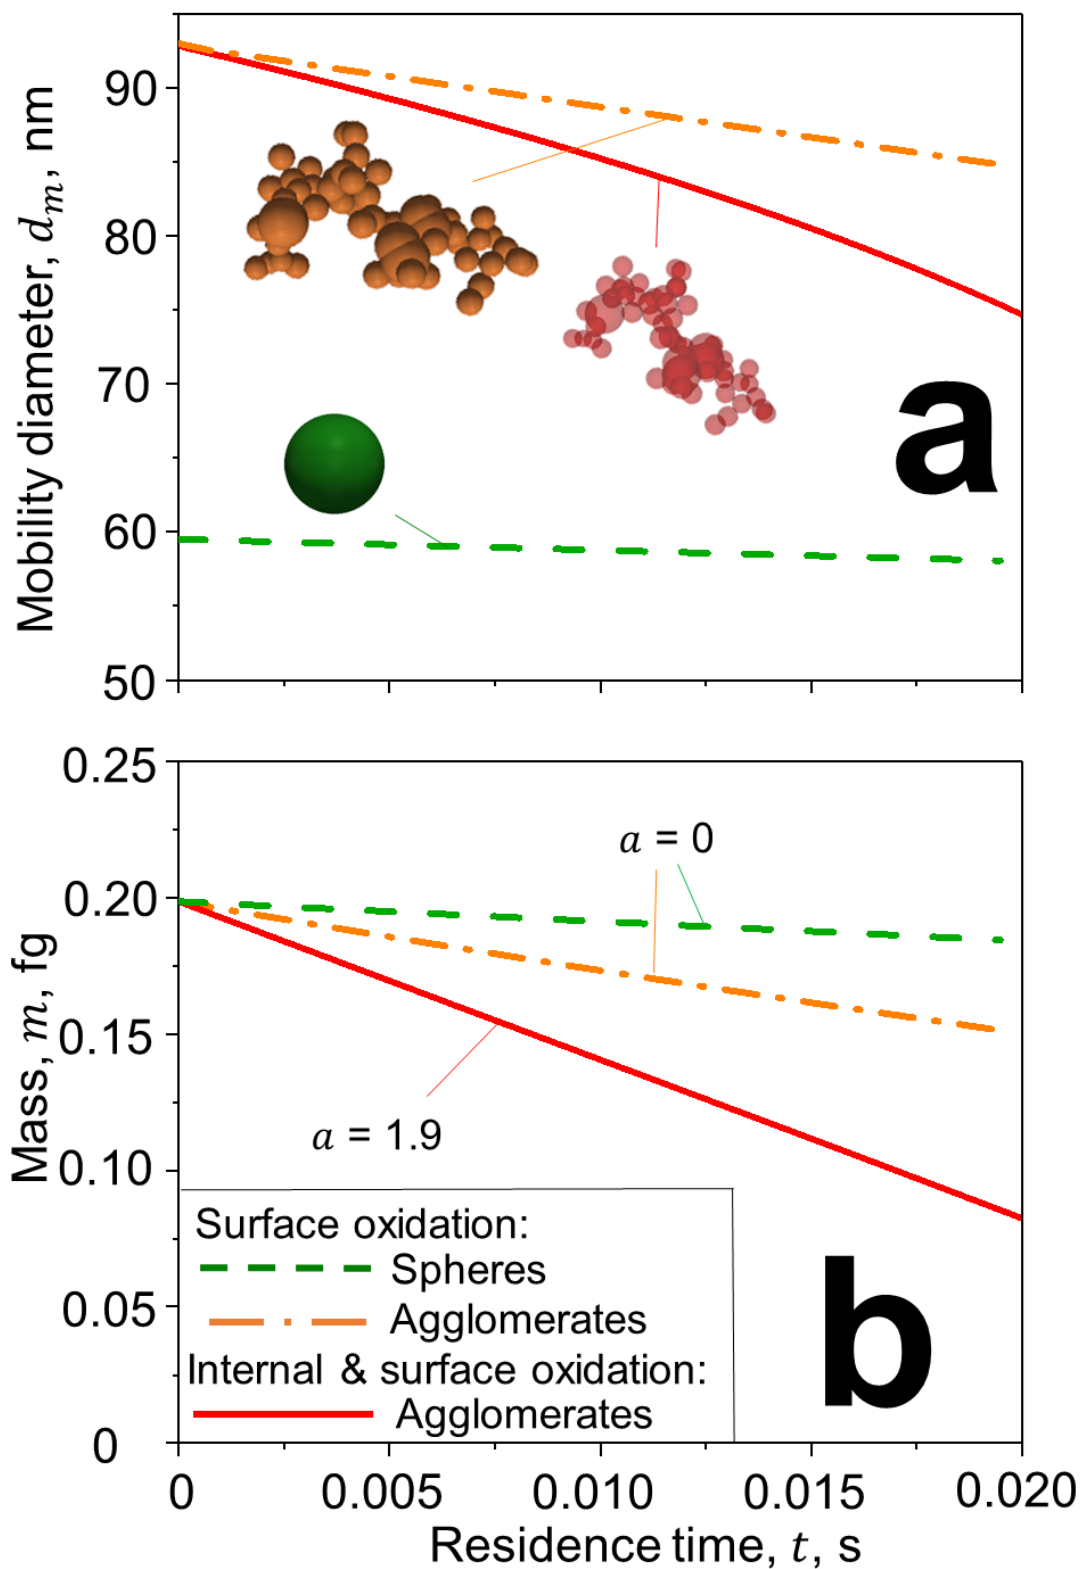 Mobility diameter, dₘ, nm
90
80
70
60
50
a
Mass, m, fg
0.25
0.20
0.15
0.10
0.05
0
a = 0
a = 1.9
Surface oxidation:
Spheres
Agglomerates
Internal & surface oxidation:
Agglomerates
b
0 0.005 0.010 0.015 0.020
Residence time, t, s